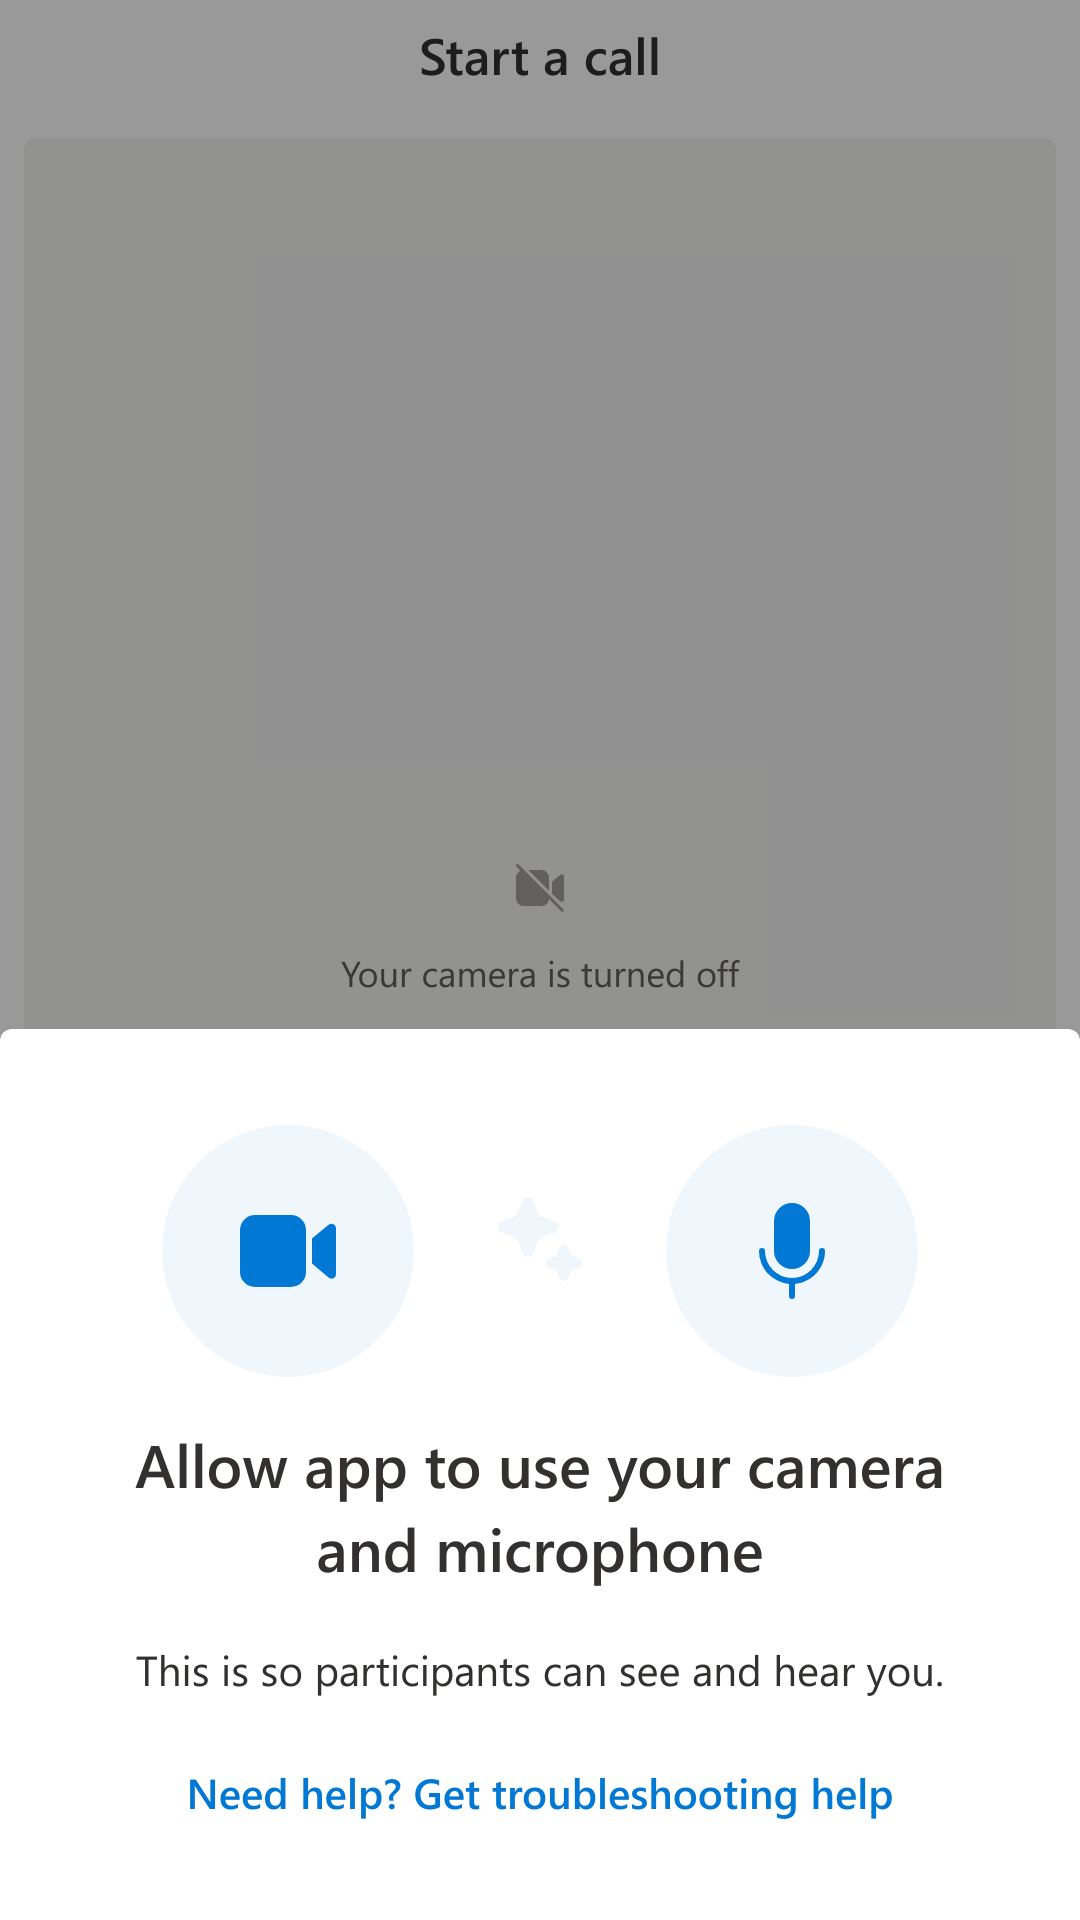 Start a call
Your camera is turned off
Allow app to use your camera
and microphone
This is so participants can see and hear you.
Need help? Get troubleshooting help